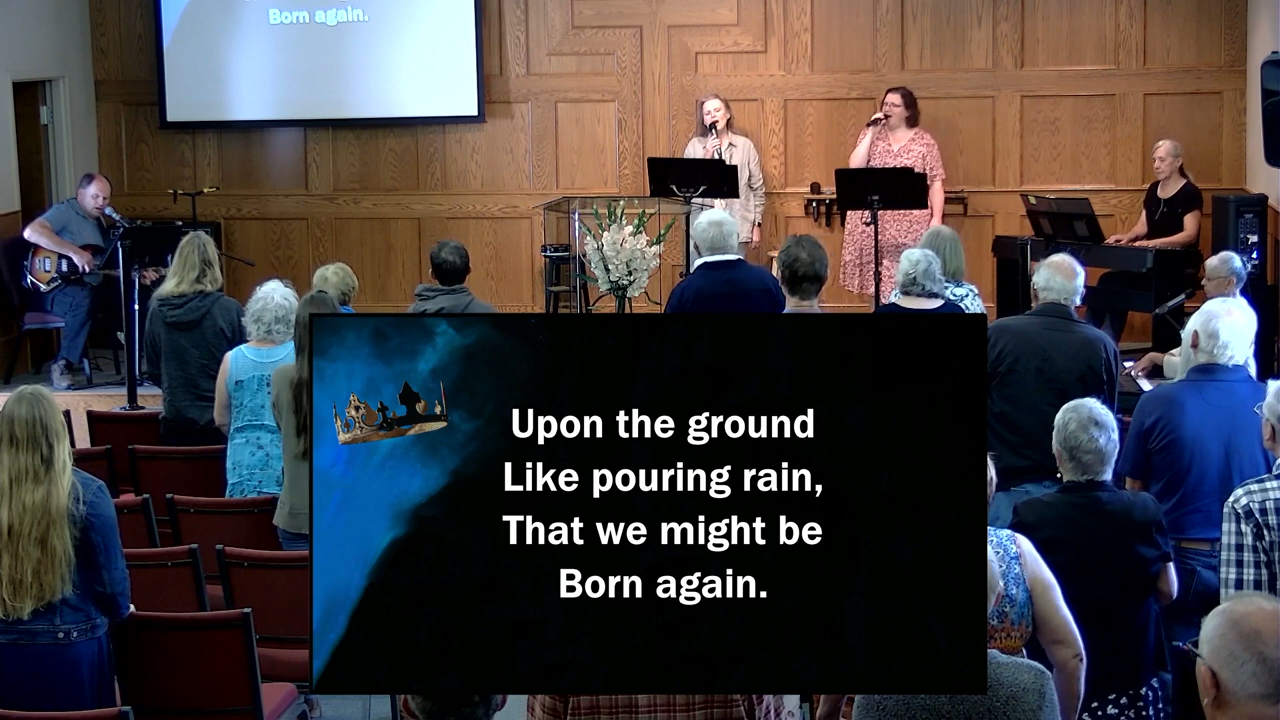 Born again.
Upon the ground
Like pouring rain,
That we might be
Born again.